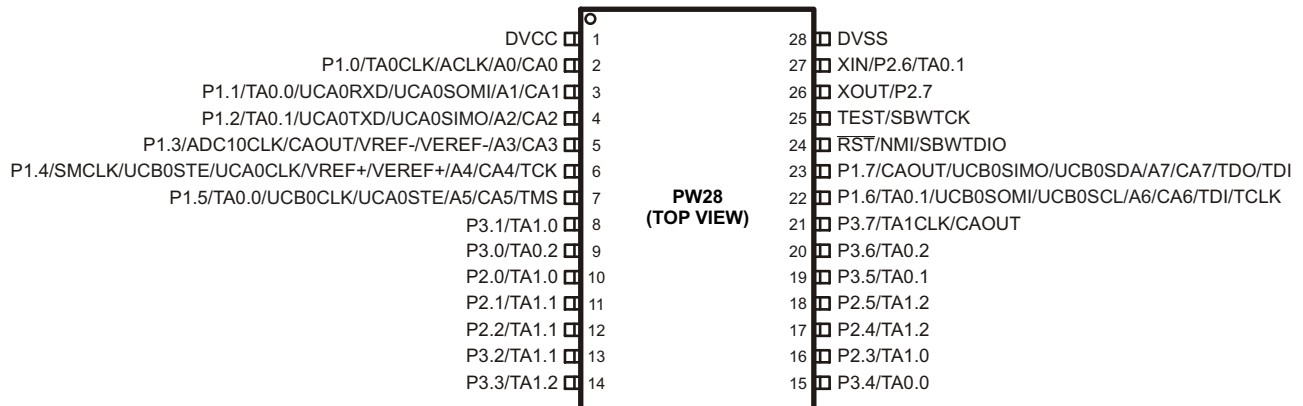 DVCC 1 28 DVSS
P1.0/TA0CLK/ACLK/A0/CA0 2 27 XIN/P2.6/TA0.1
P1.1/TA0.0/UCA0RXD/UCA0SOMI/A1/CA1 3 26 XOUT/P2.7
P1.2/TA0.1/UCA0TXD/UCA0SIMO/A2/CA2 4 25 TEST/SBWTCK
P1.3/ADC10CLK/CAOUT/VREF-/VEREF-/A3/CA3 5 24 RST/NMI/SBWTDIO
P1.4/SMCLK/UCB0STE/UCA0CLK/VREF+/VEREF+/A4/CA4/TCK 6 23 P1.7/CAOUT/UCB0SIMO/UCB0SDA/A7/CA7/TDO/TDI
P1.5/TA0.0/UCB0CLK/UCA0STE/A5/CA5/TMS 7 PW28 22 P1.6/TA0.1/UCB0SOMI/UCB0SCL/A6/CA6/TDI/TCLK
P3.1/TA1.0 8 (TOP VIEW) 21 P3.7/TA1CLK/CAOUT
P3.0/TA0.2 9 20 P3.6/TA0.2
P2.0/TA1.0 10 19 P3.5/TA0.1
P2.1/TA1.1 11 18 P2.5/TA1.2
P2.2/TA1.1 12 17 P2.4/TA1.2
P3.2/TA1.1 13 16 P2.3/TA1.0
P3.3/TA1.2 14 15 P3.4/TA0.0